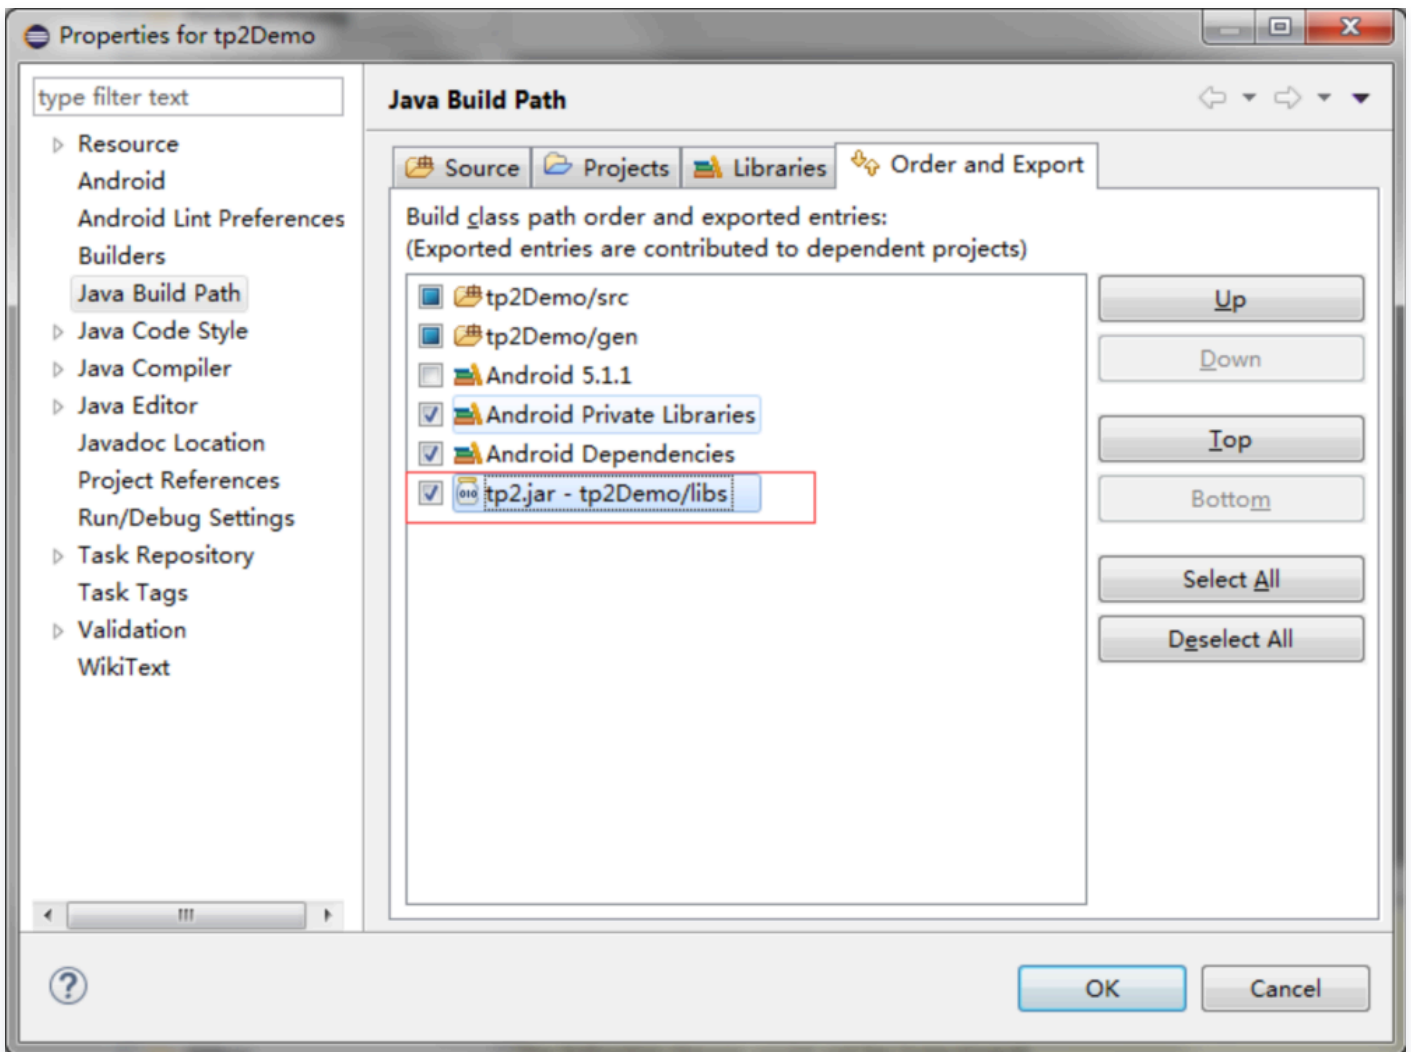 Properties for tp2Demo
type filter text
Resource
Android
Android Lint Preferences
Builders
Java Build Path
Java Code Style
Java Compiler
Java Editor
Javadoc Location
Project References
Run/Debug Settings
Task Repository
Task Tags
Validation
WikiText
Java Build Path
Source Projects Libraries Order and Export
Build class path order and exported entries:
(Exported entries are contributed to dependent projects)
tp2Demo/src
tp2Demo/gen
Android 5.1.1
Android Private Libraries
Android Dependencies
010 tp2.jar - tp2Demo/libs
Up
Down
Top
Bottom
Select All
Deselect All
OK Cancel